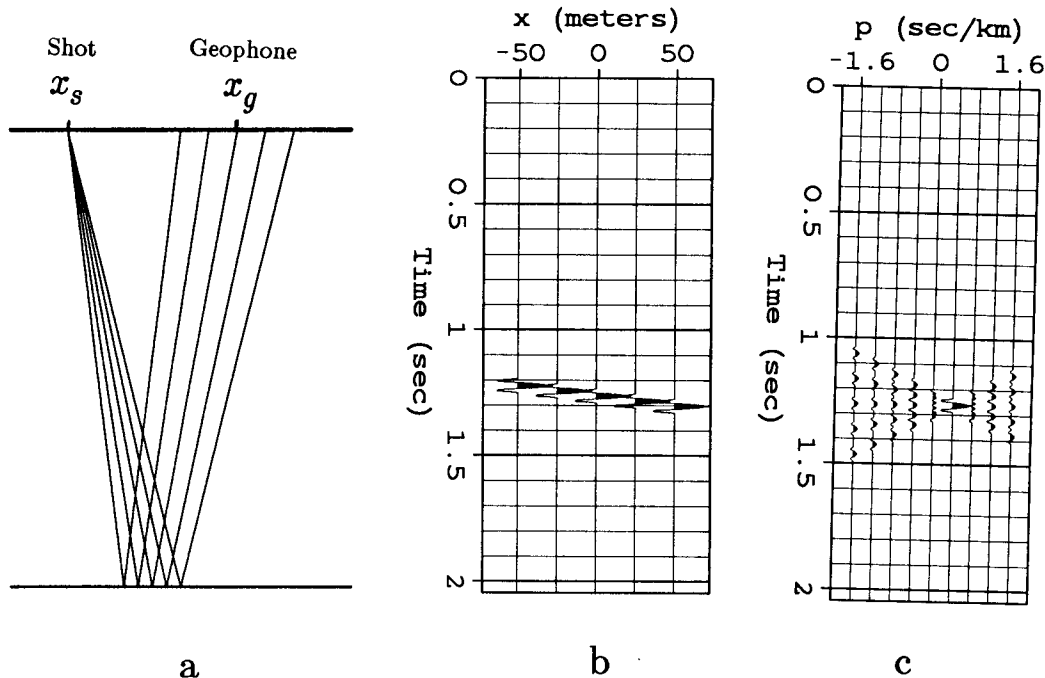 Shot
Geophone
x_s
x_g
a
x (meters)
-50 0 50
0
0.5
1
1.5
2
Time (sec)
b
p (sec/km)
-1.6 0 1.6
0
0.5
1
1.5
2
Time (sec)
c